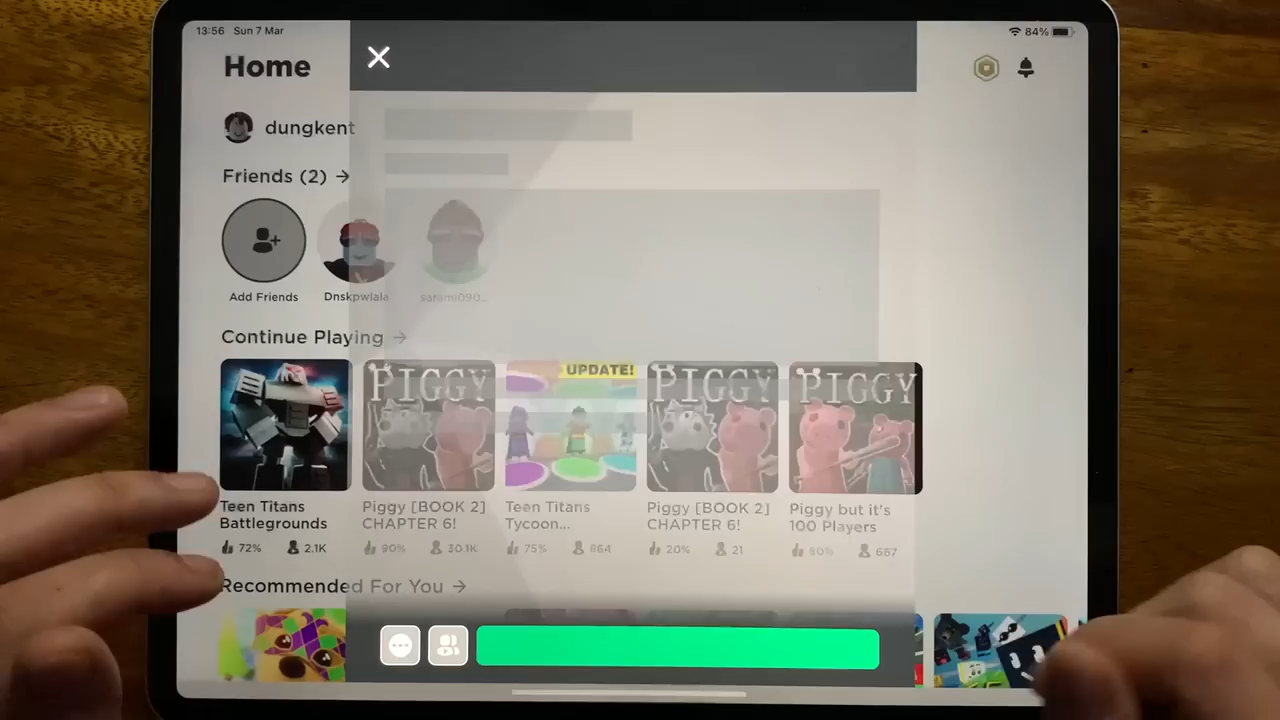 13:56 Sun 7 Mar
84%
Home
dungkent
Friends (2) →
Add Friends
Dnskpwlala
Continue Playing →
PIGGY
UPDATE!
PIGGY
PIGGY
Teen Titans
Battlegrounds
Piggy [BOOK 2]
CHAPTER 6!
Teen Titans
Tycoon...
Piggy [BOOK 2]
CHAPTER 6!
Piggy but it's
100 Players
72% 2.1K
90% 30.1K
75% 864
20% 21
80% 667
Recommended For You →